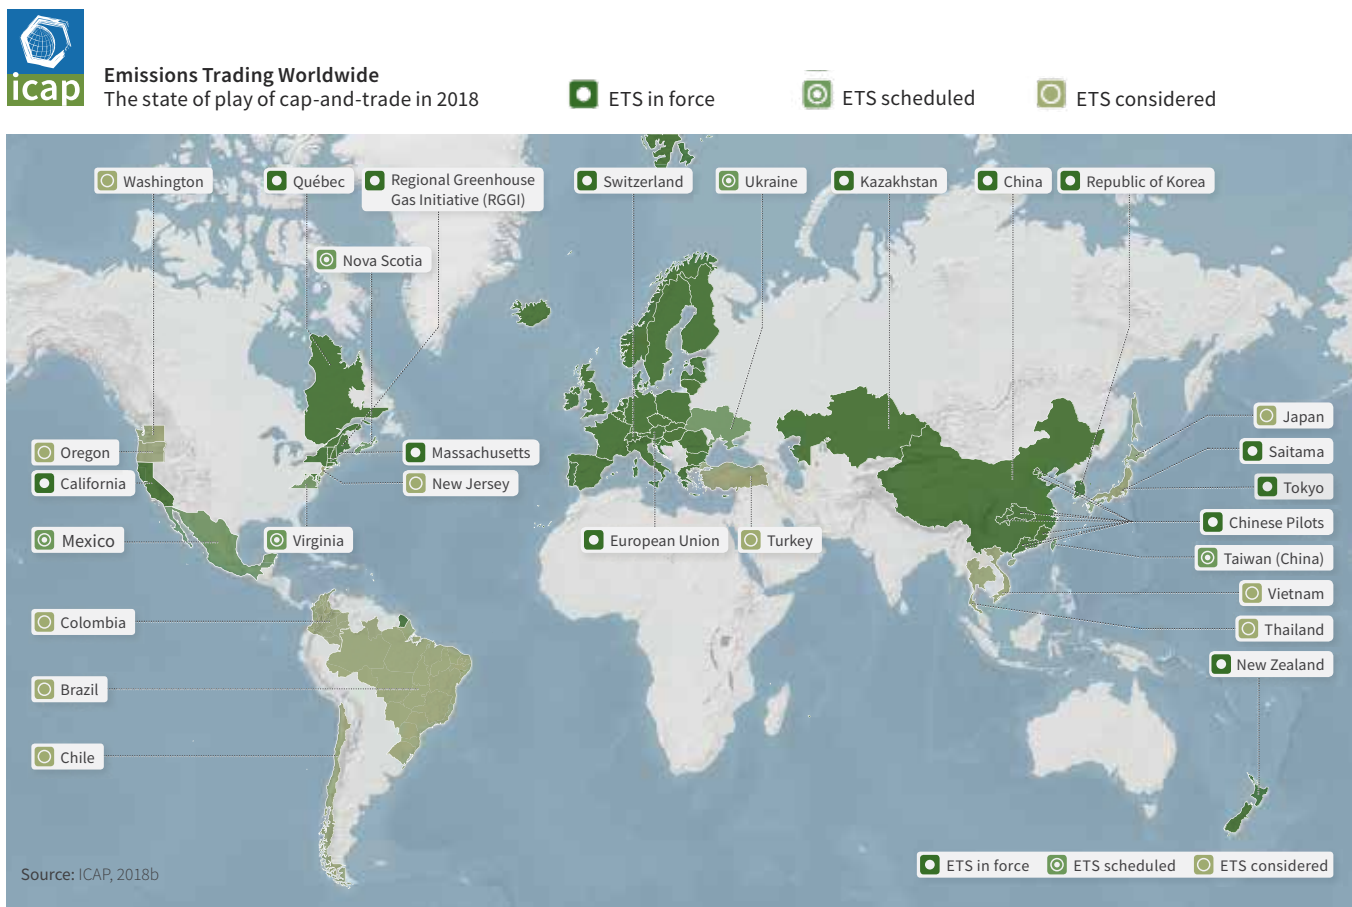 icap
Emissions Trading Worldwide
The state of play of cap-and-trade in 2018
ETS in force
ETS scheduled
ETS considered
Washington
Québec
Regional Greenhouse
Gas Initiative (RGGI)
Switzerland
Ukraine
Kazakhstan
China
Republic of Korea
Nova Scotia
Japan
Oregon
Massachusetts
Saitama
California
New Jersey
Tokyo
Chinese Pilots
Mexico
Virginia
European Union
Turkey
Taiwan (China)
Vietnam
Colombia
Thailand
New Zealand
Brazil
Chile
Source: ICAP, 2018b
ETS in force
ETS scheduled
ETS considered